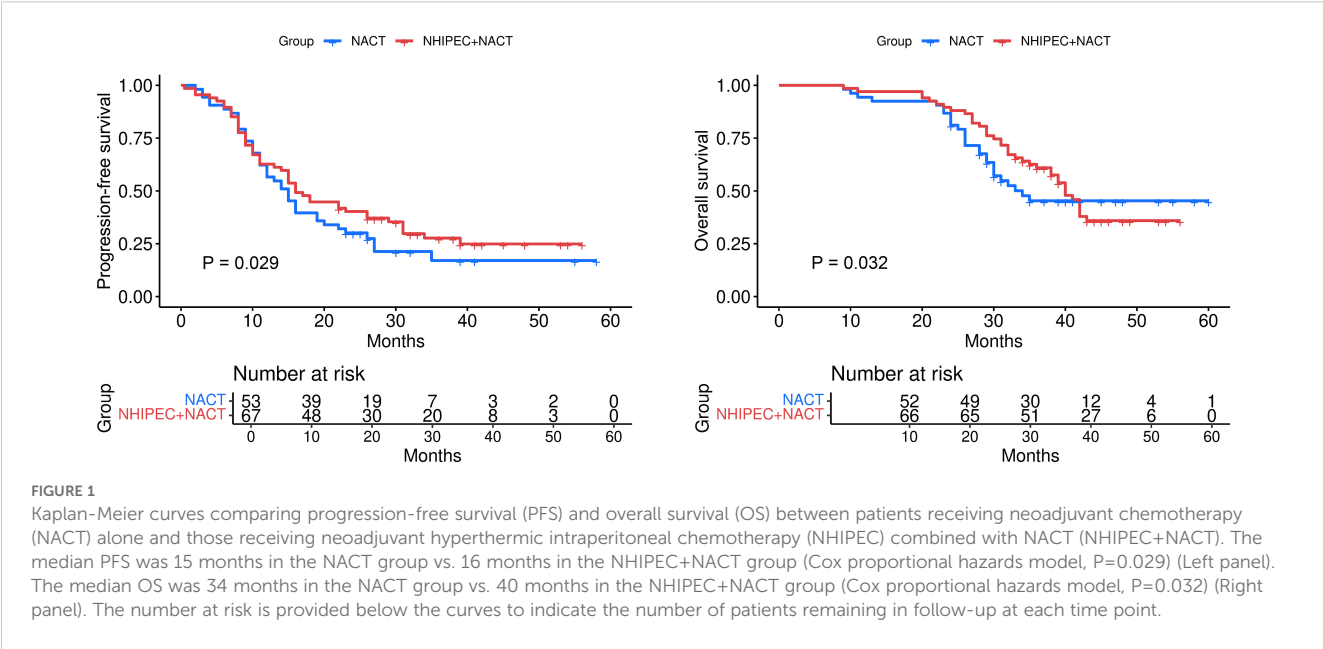 Group NACT NHIPEC+NACT
Progression-free survival
1.00
0.75
0.50
0.25
0.00
P = 0.029
0 10 20 30 40 50 60
Months
Number at risk
Group
NACT 53 39 19 7 3 2 0
NHIPEC+NACT 67 48 30 20 8 3 0
0 10 20 30 40 50 60
Months
Group NACT NHIPEC+NACT
Overall survival
1.00
0.75
0.50
0.25
0.00
P = 0.032
0 10 20 30 40 50 60
Months
Number at risk
Group
NACT 52 49 30 12 4 1
NHIPEC+NACT 66 65 51 27 6 0
10 20 30 40 50 60
Months
FIGURE 1
Kaplan-Meier curves comparing progression-free survival (PFS) and overall survival (OS) between patients receiving neoadjuvant chemotherapy
(NACT) alone and those receiving neoadjuvant hyperthermic intraperitoneal chemotherapy (NHIPEC) combined with NACT (NHIPEC+NACT). The
median PFS was 15 months in the NACT group vs. 16 months in the NHIPEC+NACT group (Cox proportional hazards model, P=0.029) (Left panel).
The median OS was 34 months in the NACT group vs. 40 months in the NHIPEC+NACT group (Cox proportional hazards model, P=0.032) (Right
panel). The number at risk is provided below the curves to indicate the number of patients remaining in follow-up at each time point.